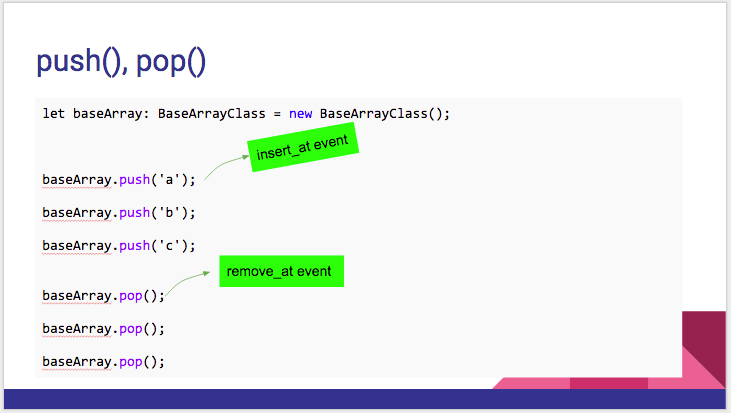 push(), pop()
let baseArray: BaseArrayClass = new BaseArrayClass();
insert_at event
baseArray.push('a');
baseArray.push('b');
baseArray.push('c');
remove_at event
baseArray.pop();
baseArray.pop();
baseArray.pop();